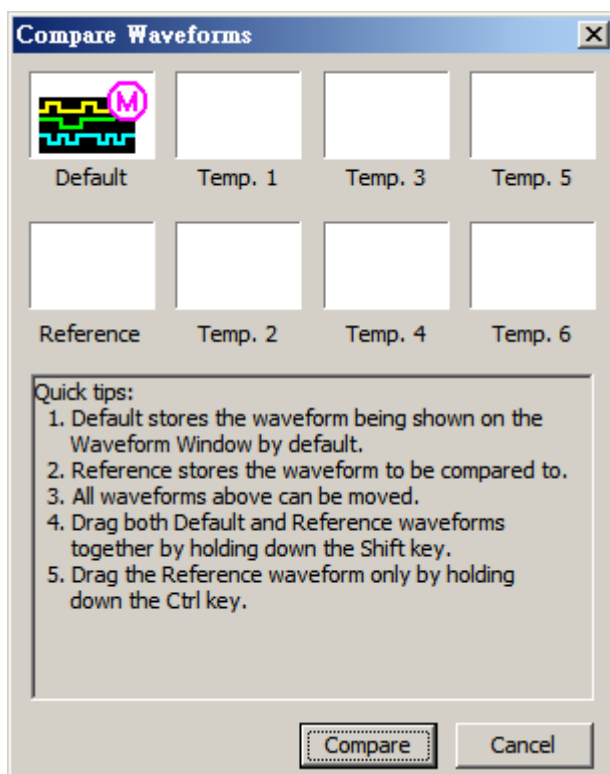 Compare Waveforms
M
Default Temp. 1 Temp. 3 Temp. 5
Reference Temp. 2 Temp. 4 Temp. 6
Quick tips:
1. Default stores the waveform being shown on the
Waveform Window by default.
2. Reference stores the waveform to be compared to.
3. All waveforms above can be moved.
4. Drag both Default and Reference waveforms
together by holding down the Shift key.
5. Drag the Reference waveform only by holding
down the Ctrl key.
Compare Cancel